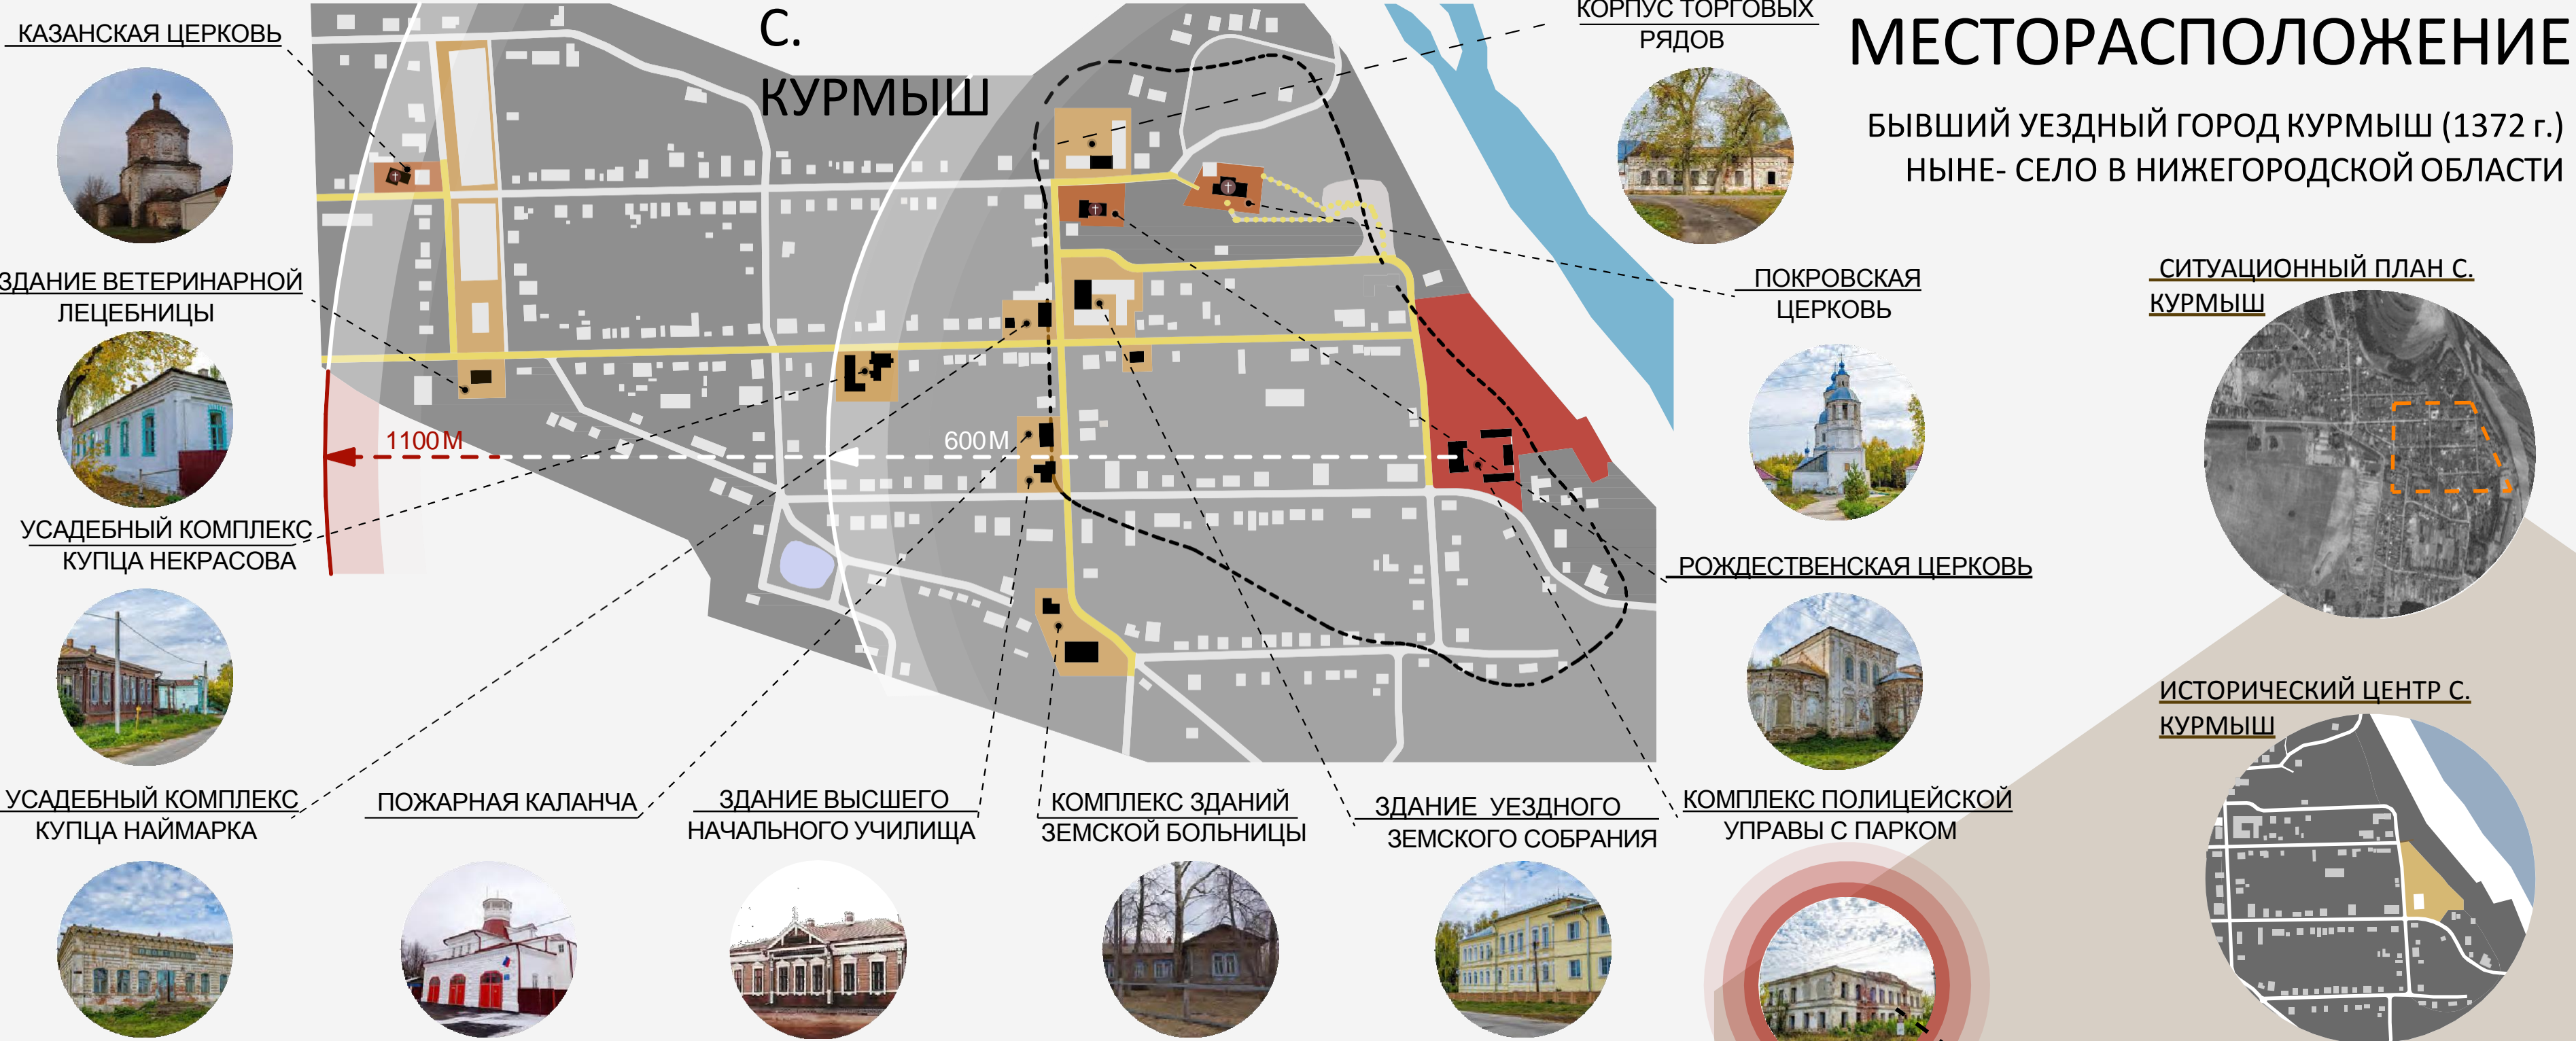 МЕСТОРАСПОЛОЖЕНИЕ
БЫВШИЙ УЕЗДНЫЙ ГОРОД КУРМЫШ (1372 г.)
НЫНЕ- СЕЛО В НИЖЕГОРОДСКОЙ ОБЛАСТИ
С.
КУРМЫШ
КАЗАНСКАЯ ЦЕРКОВЬ
ЗДАНИЕ ВЕТЕРИНАРНОЙ
ЛЕЦЕБНИЦЫ
УСАДЕБНЫЙ КОМПЛЕКС
КУПЦА НЕКРАСОВА
УСАДЕБНЫЙ КОМПЛЕКС
КУПЦА НАЙМАРКА
ПОЖАРНАЯ КАЛАНЧА
ЗДАНИЕ ВЫСШЕГО
НАЧАЛЬНОГО УЧИЛИЩА
КОМПЛЕКС ЗДАНИЙ
ЗЕМСКОЙ БОЛЬНИЦЫ
ЗДАНИЕ УЕЗДНОГО
ЗЕМСКОГО СОБРАНИЯ
КОМПЛЕКС ПОЛИЦЕЙСКОЙ
УПРАВЫ С ПАРКОМ
КОРПУС ТОРГОВЫХ
РЯДОВ
ПОКРОВСКАЯ
ЦЕРКОВЬ
РОЖДЕСТВЕНСКАЯ ЦЕРКОВЬ
1100 М
600 М
СИТУАЦИОННЫЙ ПЛАН С.
КУРМЫШ
ИСТОРИЧЕСКИЙ ЦЕНТР С.
КУРМЫШ